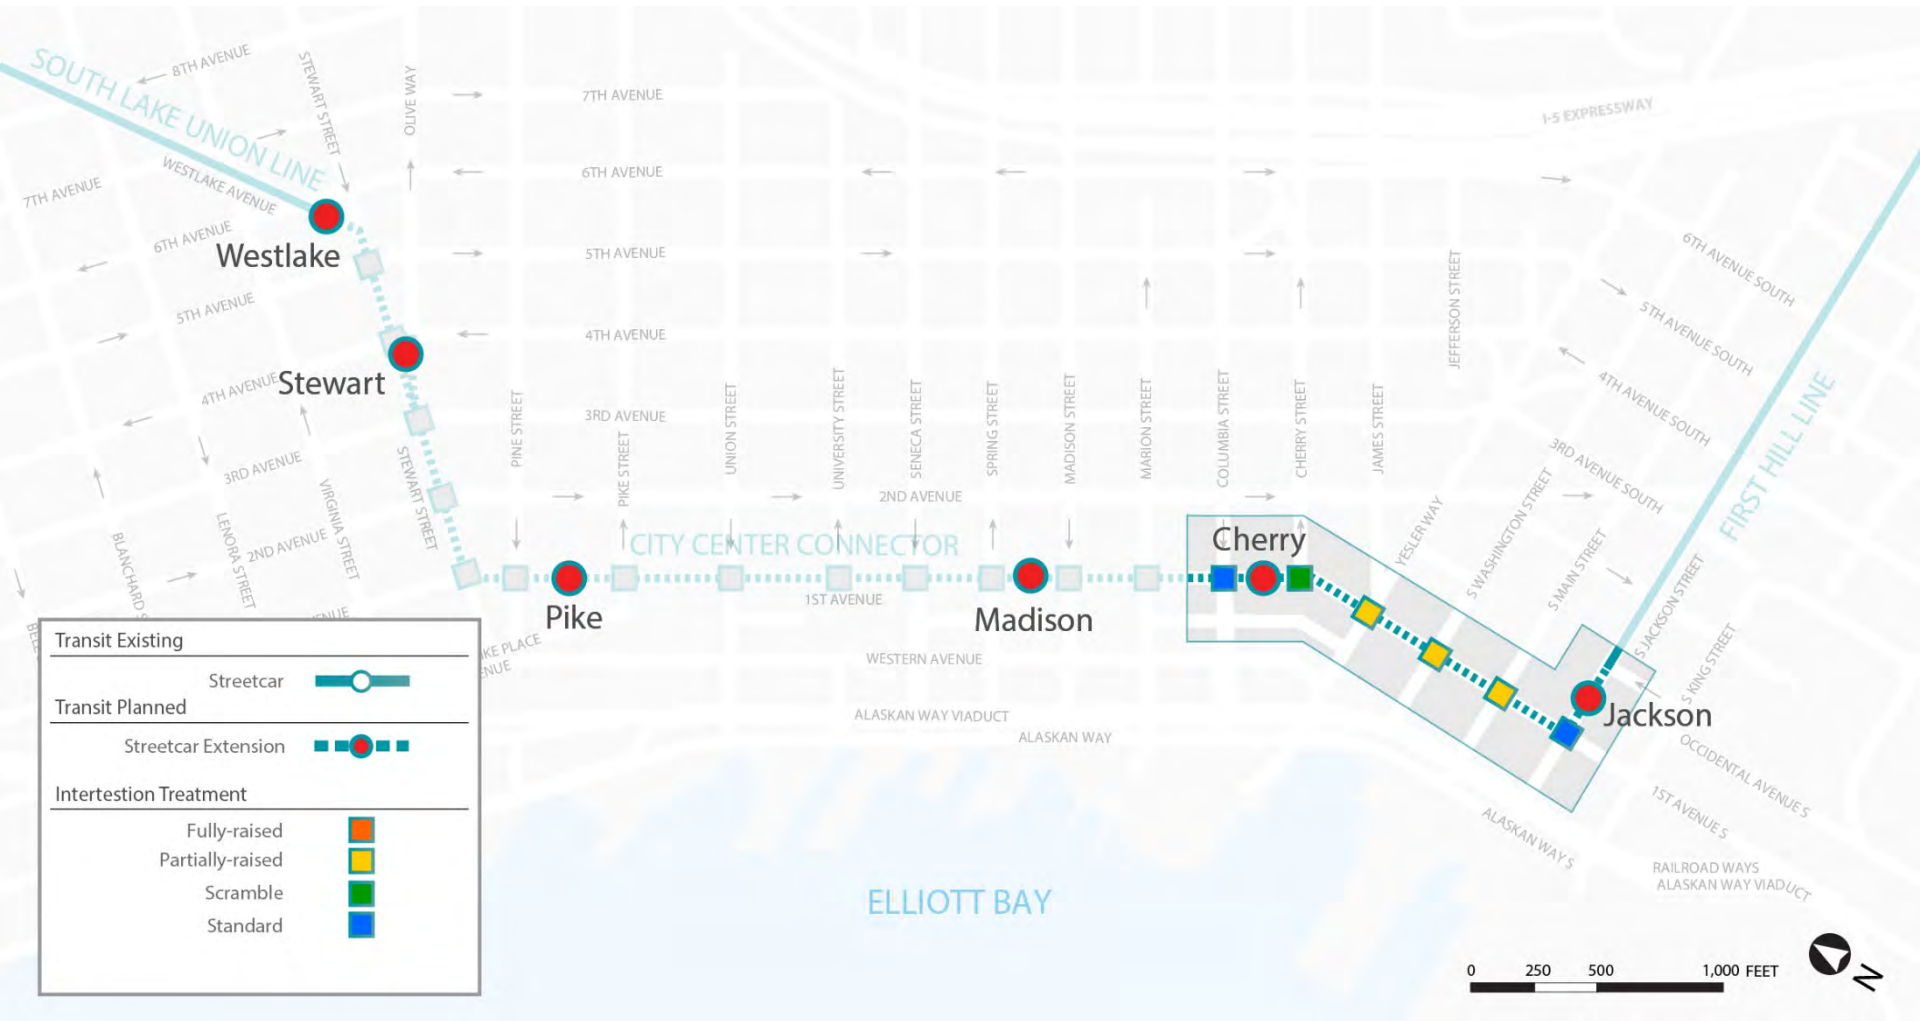 SOUTH LAKE UNION LINE
8TH AVENUE
STEWART STREET
OLIVE WAY
7TH AVENUE
I-5 EXPRESSWAY
WESTLAKE AVENUE
7TH AVENUE
6TH AVENUE
6TH AVENUE
Westlake
5TH AVENUE
6TH AVENUE SOUTH
5TH AVENUE
JEFFERSON STREET
5TH AVENUE SOUTH
4TH AVENUE
Stewart
4TH AVENUE
4TH AVENUE SOUTH
FIRST HILL LINE
3RD AVENUE
PINE STREET
PIKE STREET
UNION STREET
UNIVERSITY STREET
SENECA STREET
SPRING STREET
MADISON STREET
MARION STREET
COLUMBIA STREET
CHERRY STREET
JAMES STREET
3RD AVENUE SOUTH
3RD AVENUE
STEWART STREET
VIRGINIA STREET
LENORA STREET
BLANCHARD S
2ND AVENUE
2ND AVENUE
YESLER WAY
S WASHINGTON STREET
S MAIN STREET
S JACKSON STREET
S KING STREET
CITY CENTER CONNECTOR
Cherry
1ST AVENUE
Pike
Madison
ENUE
IKE PLACE
ENUE
WESTERN AVENUE
ALASKAN WAY VIADUCT
ALASKAN WAY
Jackson
OCCIDENTAL AVENUE S
1ST AVENUE S
ALASKAN WAY S
RAILROAD WAYS
ALASKAN WAY VIADUCT
ELLIOTT BAY
Transit Existing
Streetcar
Transit Planned
Streetcar Extension
Intertestion Treatment
Fully-raised
Partially-raised
Scramble
Standard
0 250 500 1,000 FEET
N